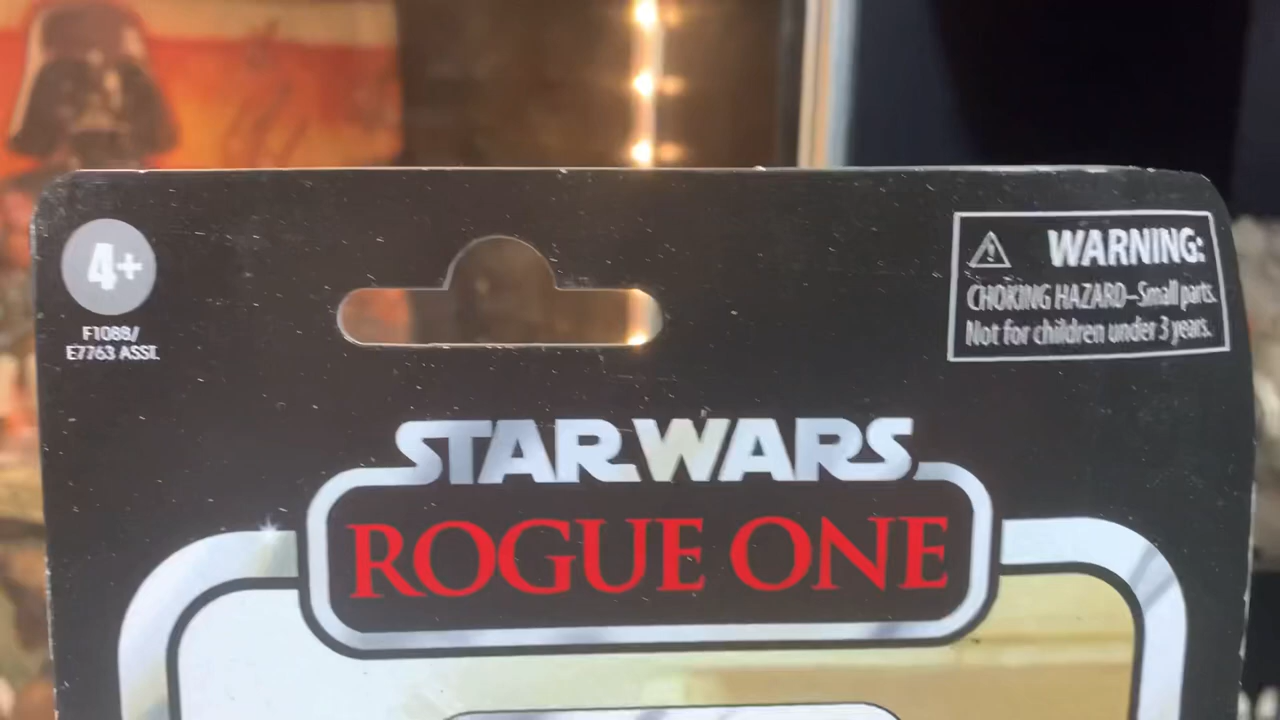 4+
F1088/
E7763 ASST.
WARNING:
CHOKING HAZARD–Small parts.
Not for children under 3 years.
STAR WARS
ROGUE ONE